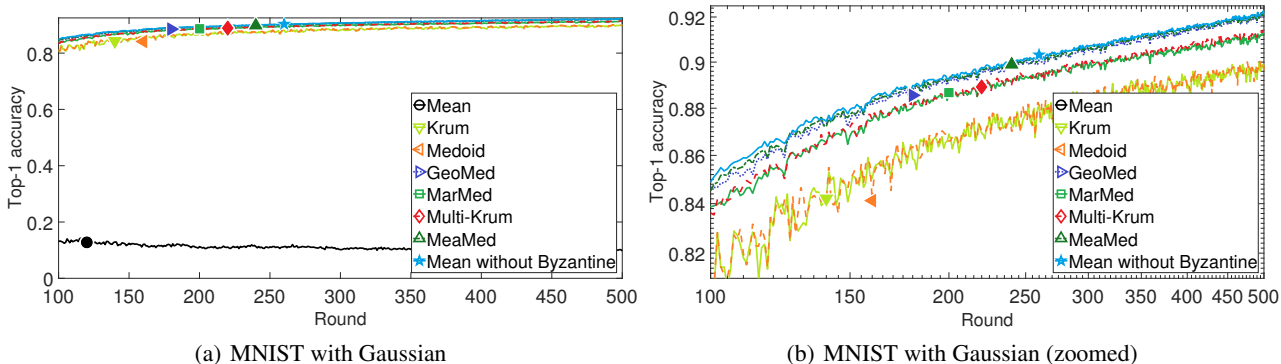 0.8
0.6
0.4
0.2
0
Top-1 accuracy
100 150 200 250 300 350 400 450 500
Round
Mean
Krum
Medoid
GeoMed
MarMed
Multi-Krum
MeaMed
Mean without Byzantine
(a) MNIST with Gaussian
0.92
0.9
0.88
0.86
0.84
0.82
Top-1 accuracy
100 150 200 250 300 350 400 450 500
Round
Mean
Krum
Medoid
GeoMed
MarMed
Multi-Krum
MeaMed
Mean without Byzantine
(b) MNIST with Gaussian (zoomed)